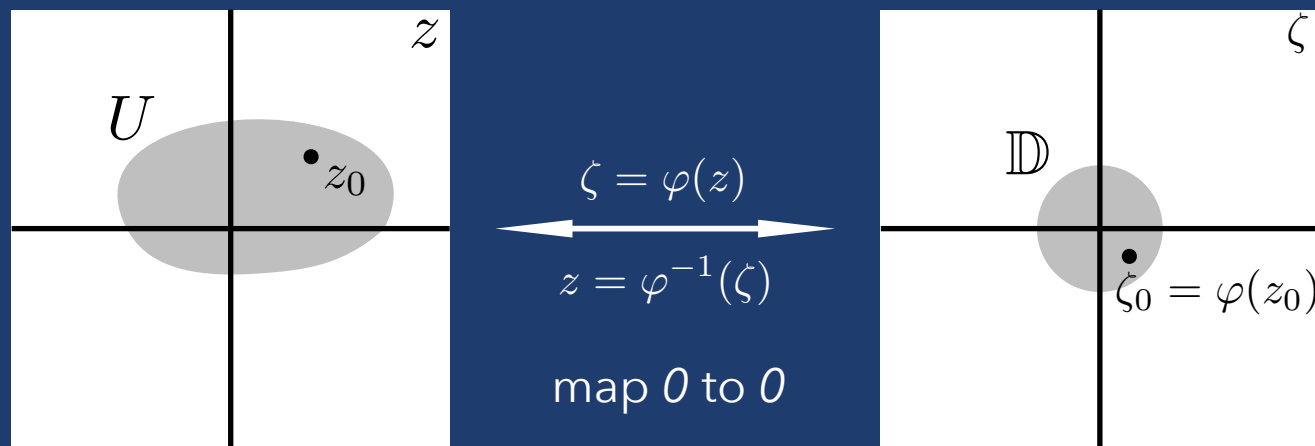 z
U
z₀
ζ = φ(z)
z = φ⁻¹(ζ)
map 0 to 0
ζ
𝔻
ζ₀ = φ(z₀)